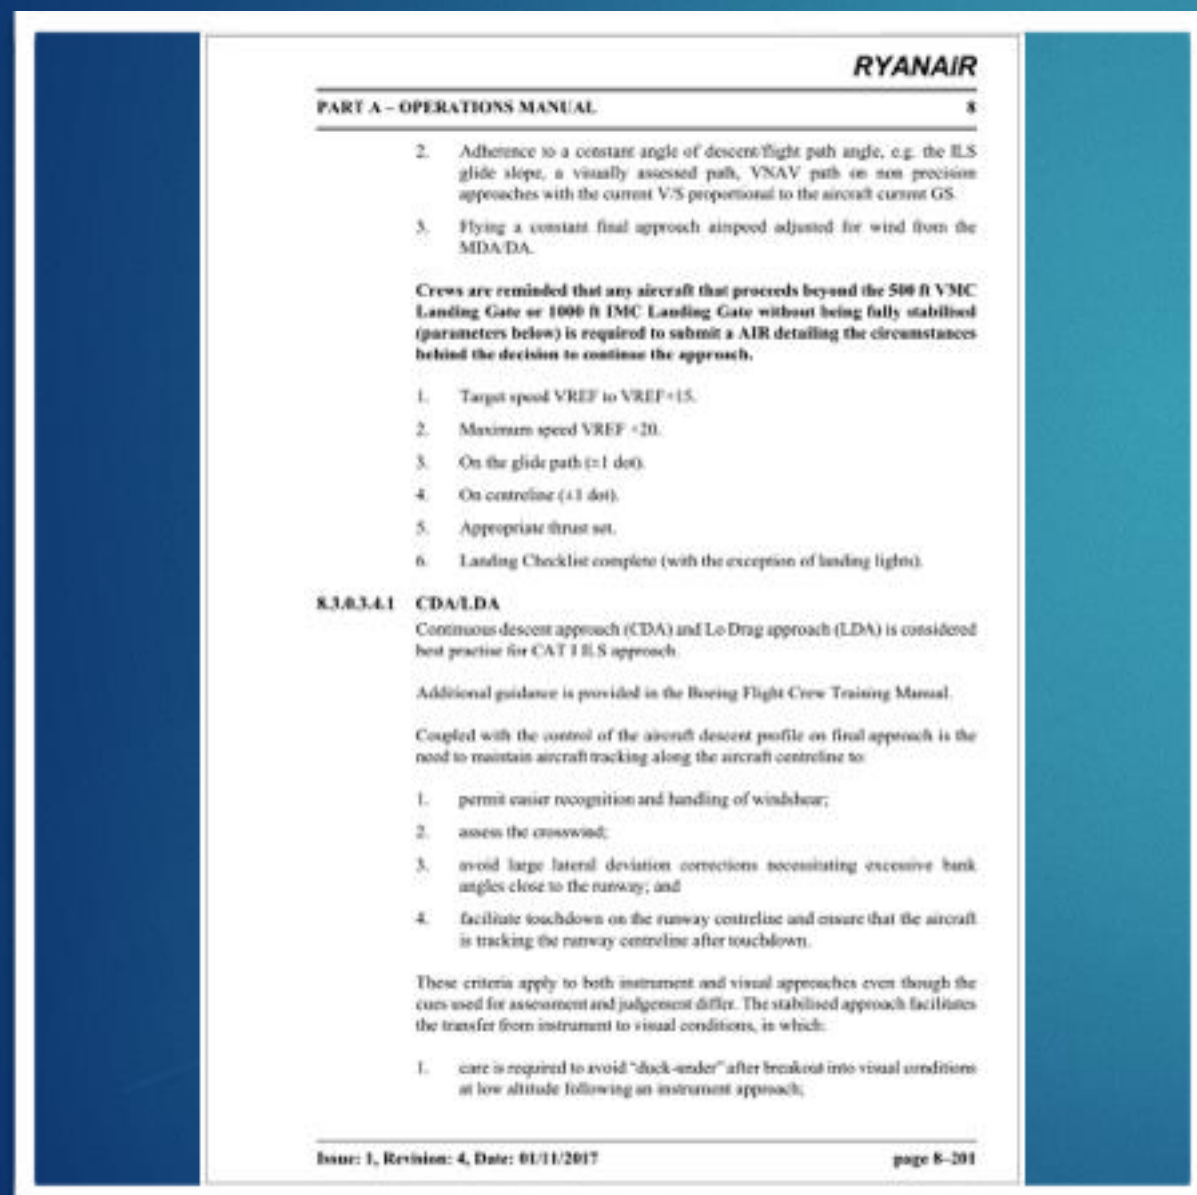 RYANAIR
PART A – OPERATIONS MANUAL 8
2. Adherence to a constant angle of descent/flight path angle, e.g. the ILS
glide slope, a visually assessed path, VNAV path on non precision
approaches with the current V/S proportional to the aircraft current GS.
3. Flying a constant final approach airspeed adjusted for wind from the
MDA/DA.
Crews are reminded that any aircraft that proceeds beyond the 500 ft VMC
Landing Gate or 1000 ft IMC Landing Gate without being fully stabilised
(parameters below) is required to submit a AIR detailing the circumstances
behind the decision to continue the approach.
1. Target speed VREF to VREF+15.
2. Maximum speed VREF +20.
3. On the glide path (±1 dot).
4. On centreline (±1 dot).
5. Appropriate thrust set.
6. Landing Checklist complete (with the exception of landing lights).
8.3.0.3.4.1 CDA/LDA
Continuous descent approach (CDA) and Lo Drag approach (LDA) is considered
best practise for CAT I ILS approach.
Additional guidance is provided in the Boeing Flight Crew Training Manual.
Coupled with the control of the aircraft descent profile on final approach is the
need to maintain aircraft tracking along the aircraft centreline to:
1. permit easier recognition and handling of windshear;
2. assess the crosswind;
3. avoid large lateral deviation corrections necessitating excessive bank
angles close to the runway; and
4. facilitate touchdown on the runway centreline and ensure that the aircraft
is tracking the runway centreline after touchdown.
These criteria apply to both instrument and visual approaches even though the
cues used for assessment and judgement differ. The stabilised approach facilitates
the transfer from instrument to visual conditions, in which:
1. care is required to avoid "duck-under" after breakout into visual conditions
at low altitude following an instrument approach;
Issue: 1, Revision: 4, Date: 01/11/2017 page 8–201